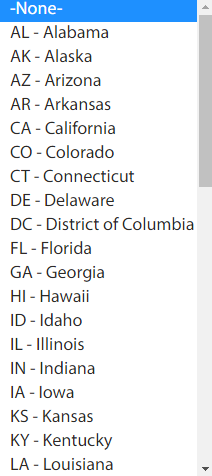 -None-
AL - Alabama
AK - Alaska
AZ - Arizona
AR - Arkansas
CA - California
CO - Colorado
CT - Connecticut
DE - Delaware
DC - District of Columbia
FL - Florida
GA - Georgia
HI - Hawaii
ID - Idaho
IL - Illinois
IN - Indiana
IA - Iowa
KS - Kansas
KY - Kentucky
LA - Louisiana